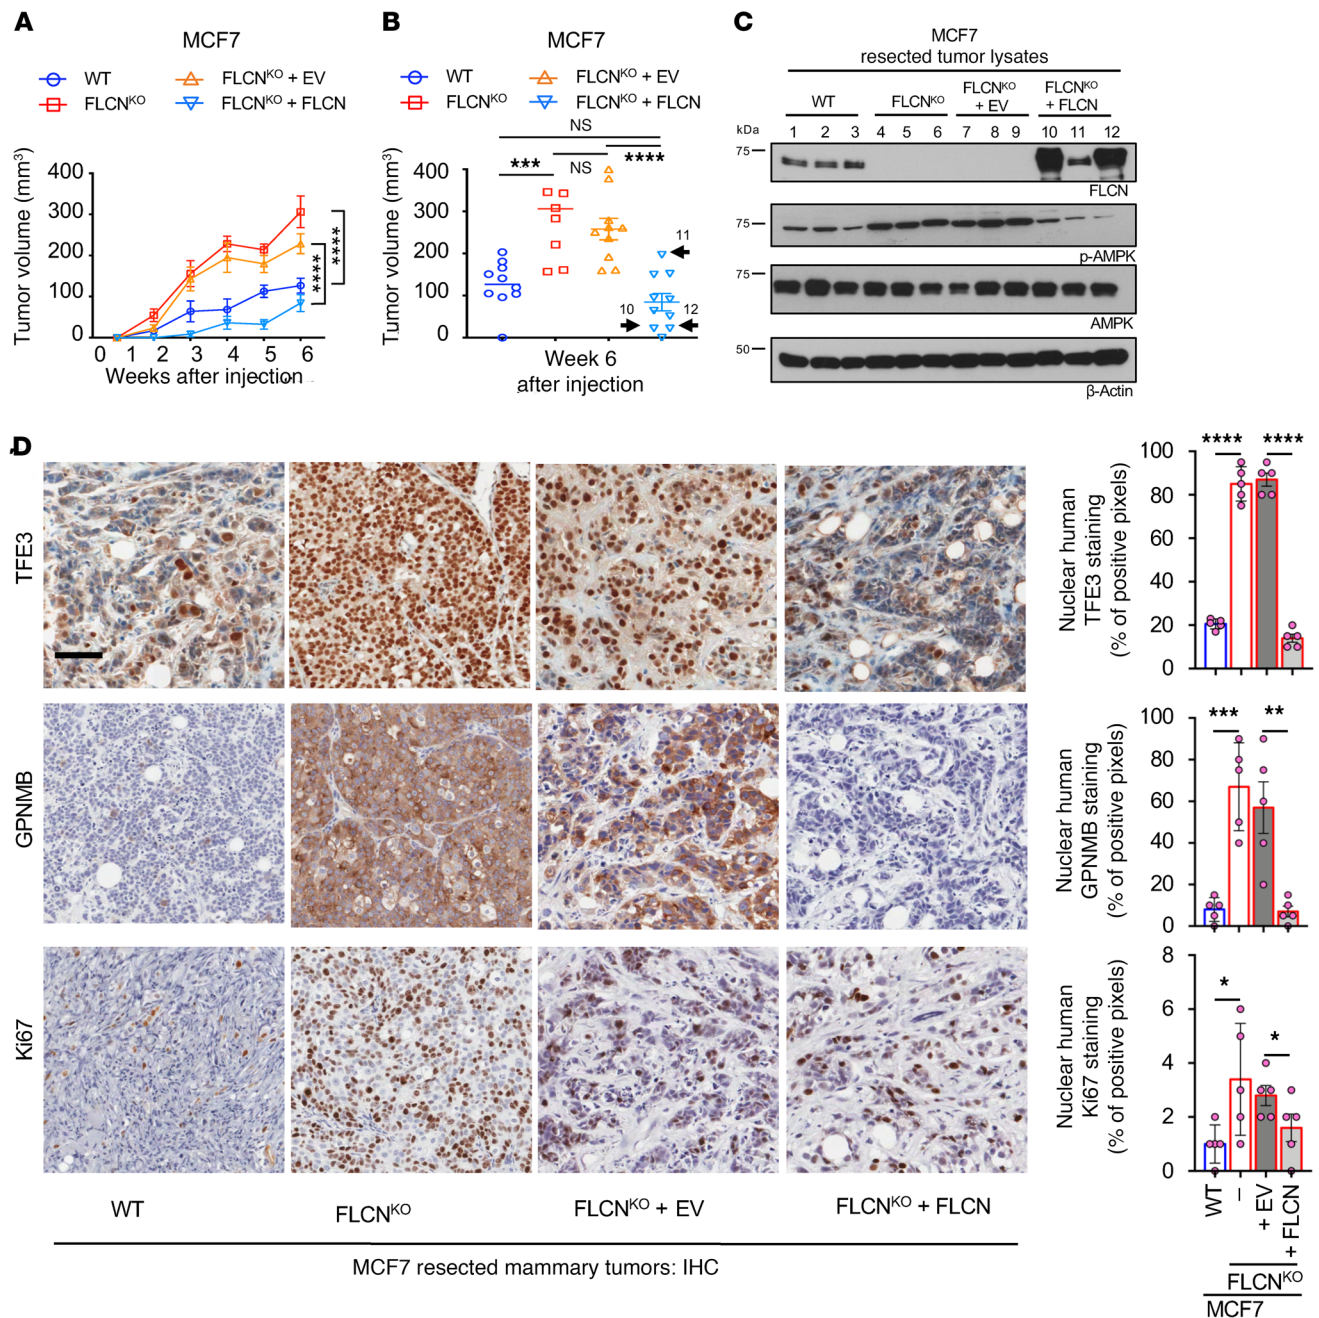 A
MCF7
WT
FLCNKO + EV
FLCNKO
FLCNKO + FLCN
Tumor volume (mm3)
400
300
200
100
0
0 1 2 3 4 5 6
Weeks after injection
****
****
B
MCF7
WT
FLCNKO + EV
FLCNKO
FLCNKO + FLCN
NS
***
NS
****
Tumor volume (mm3)
400
300
200
100
0
11
10
12
Week 6
after injection
C
MCF7
resected tumor lysates
WT
FLCNKO
FLCNKO
+ EV
FLCNKO
+ FLCN
kDa
1 2 3 4 5 6 7 8 9 10 11 12
75
FLCN
75
p-AMPK
75
AMPK
50
β-Actin
D
TFE3
GPNMB
Ki67
WT
FLCNKO
FLCNKO + EV
FLCNKO + FLCN
MCF7 resected mammary tumors: IHC
Nuclear human
TFE3 staining
(% of positive pixels)
100
80
60
40
20
0
****
****
Nuclear human
GPNMB staining
(% of positive pixels)
100
80
60
40
20
0
***
**
Nuclear human
Ki67 staining
(% of positive pixels)
8
6
4
2
0
*
*
WT
–
+ EV
+ FLCN
FLCNKO
MCF7